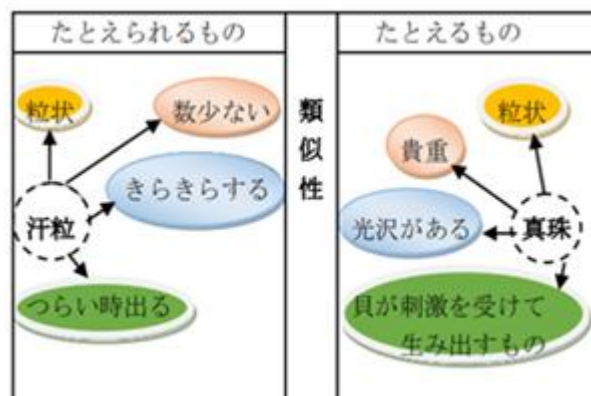 たとえられるもの
粒状
数少ない
きらきらする
汗粒
つらい時出る
類似性
たとえるもの
粒状
貴重
光沢がある
真珠
貝が刺激を受けて
生み出すもの